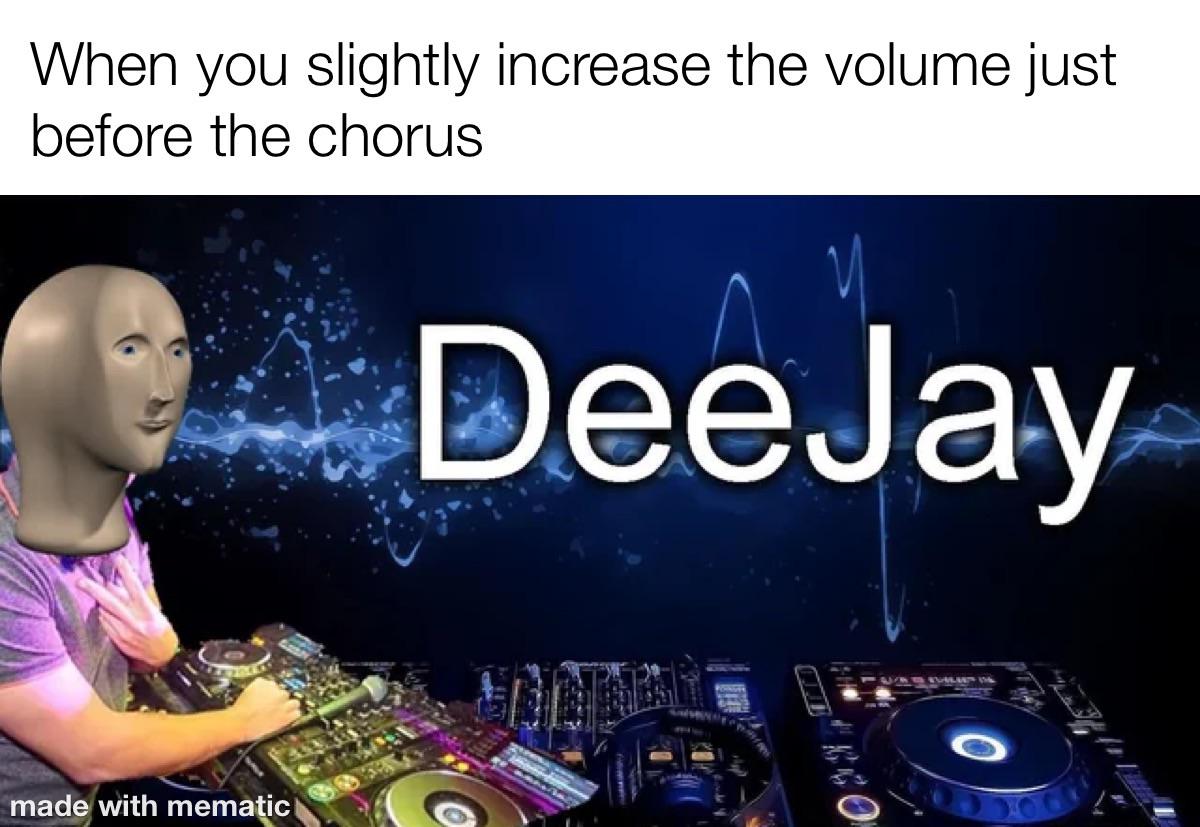 When you slightly increase the volume just
before the chorus
DeeJay
made with mematic